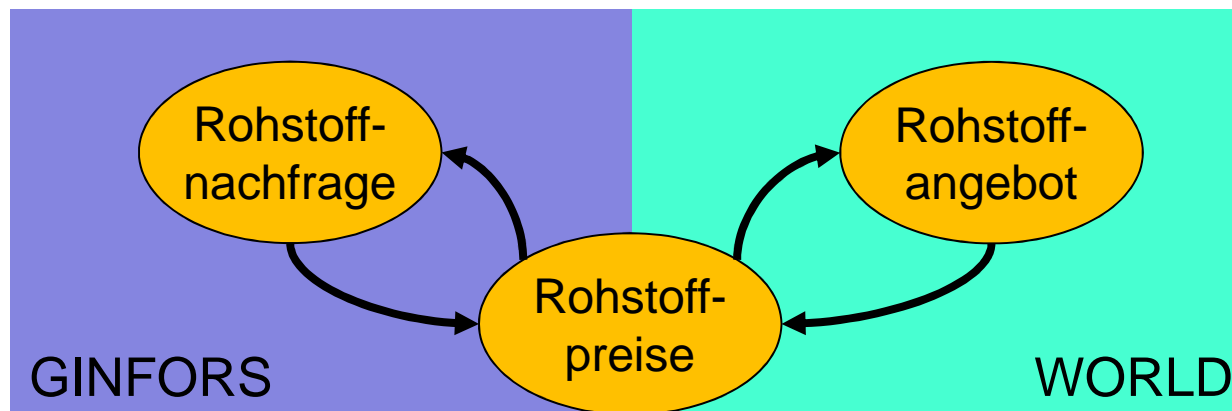 Rohstoff-
nachfrage
Rohstoff-
angebot
Rohstoff-
preise
GINFORS
WORLD